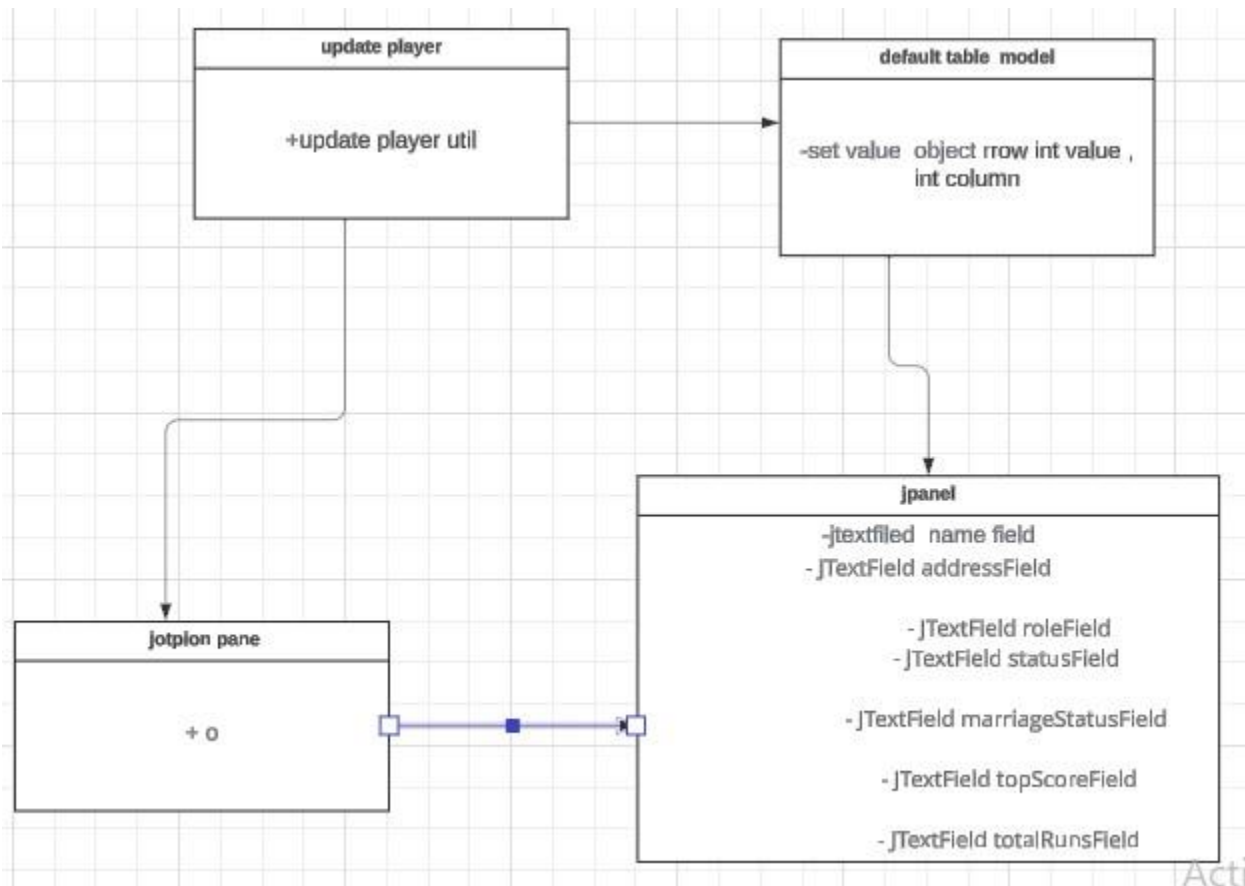 update player
+update player util
default table model
-set value object rrow int value ,
int column
jpanel
-jtextfiled name field
- JTextField addressField
- JTextField roleField
- JTextField statusField
- JTextField marriageStatusField
- JTextField topScoreField
- JTextField totalRunsField
jotpion pane
+ o
Acti